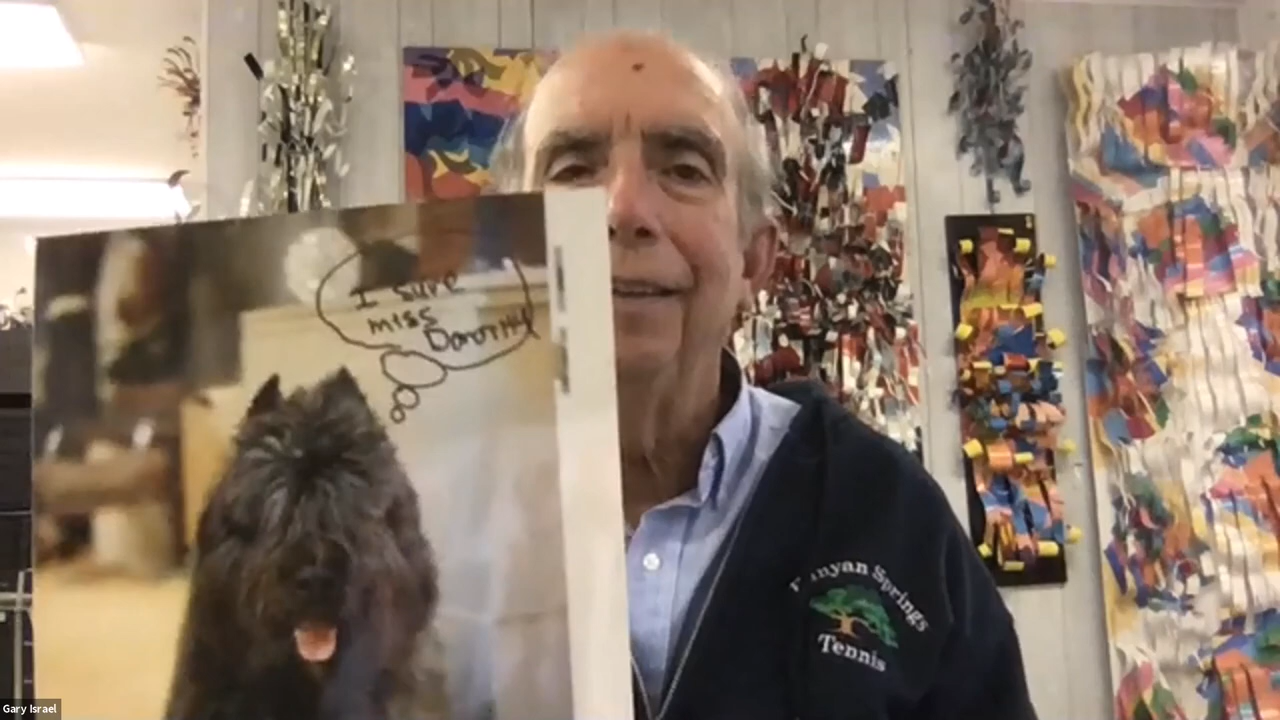 I sure
miss
Dorothy
Banyan Springs
Tennis
Gary Israel